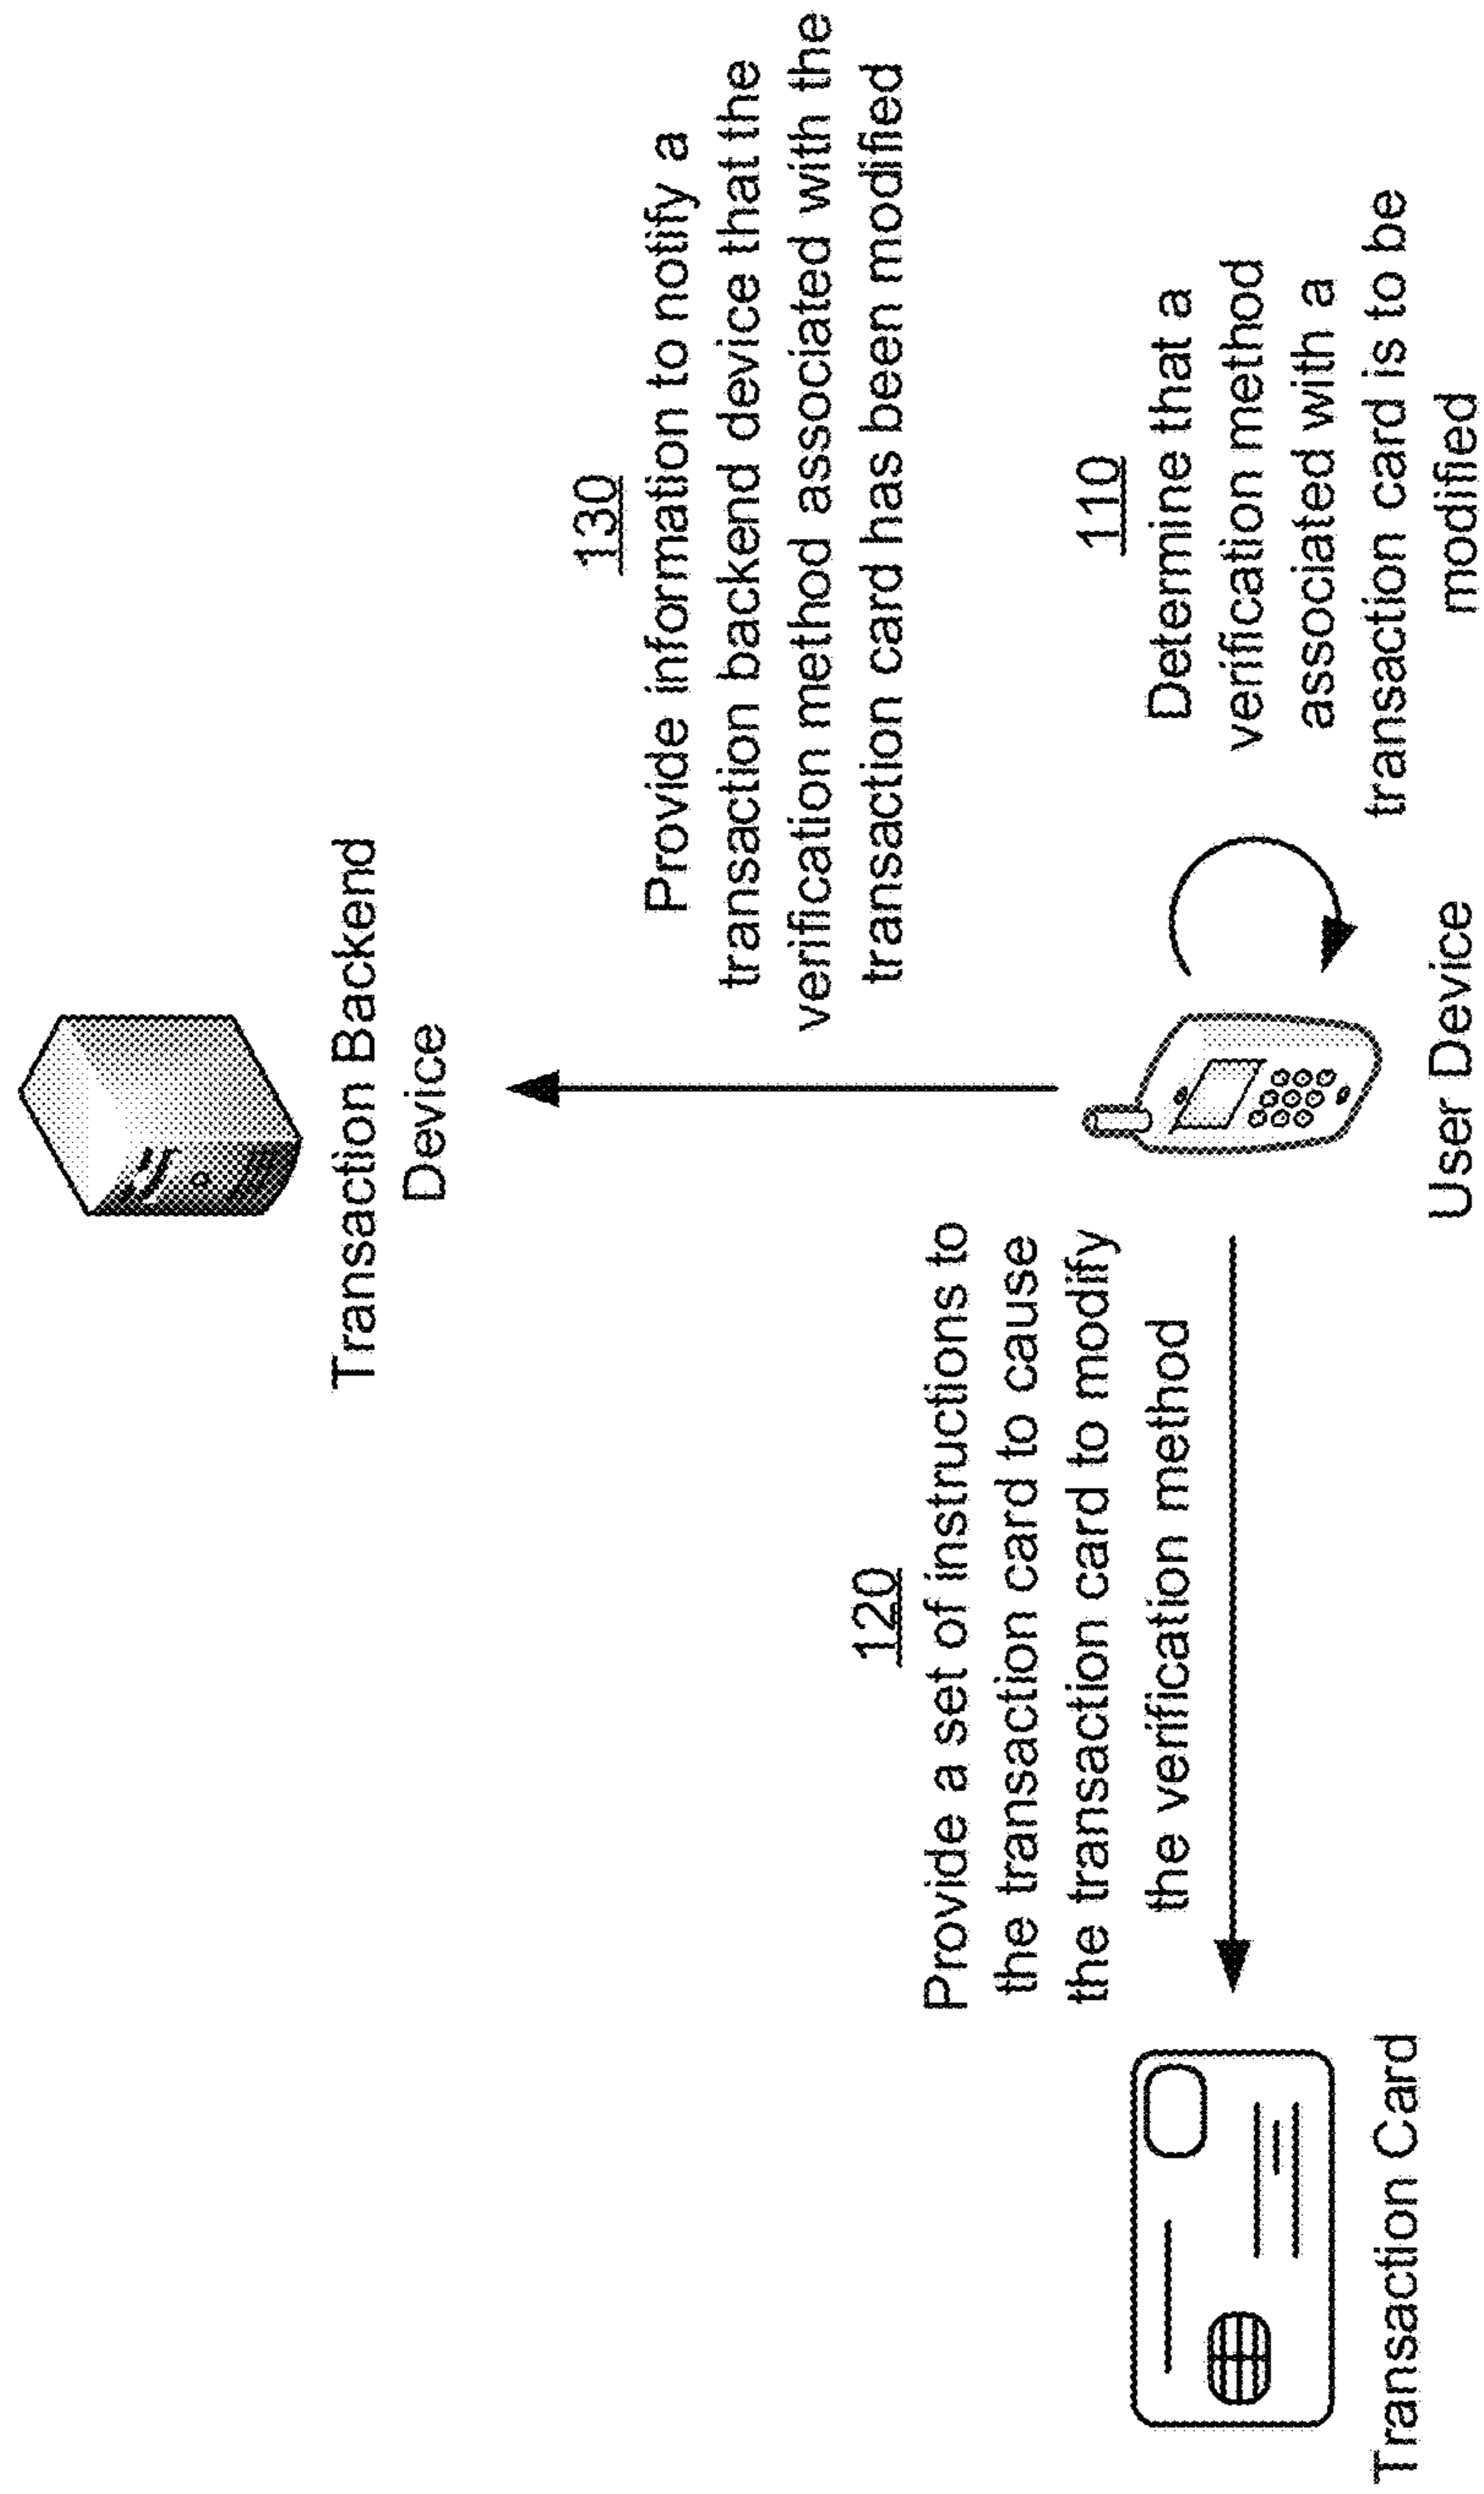 Transaction Backend
Device
130
Provide information to notify a
transaction backend device that the
verification method associated with the
transaction card has been modified
120
Provide a set of instructions to
the transaction card to cause
the transaction card to modify
the verification method
110
Determine that a
verification method
associated with a
transaction card is to be
modified
Transaction Card
User Device